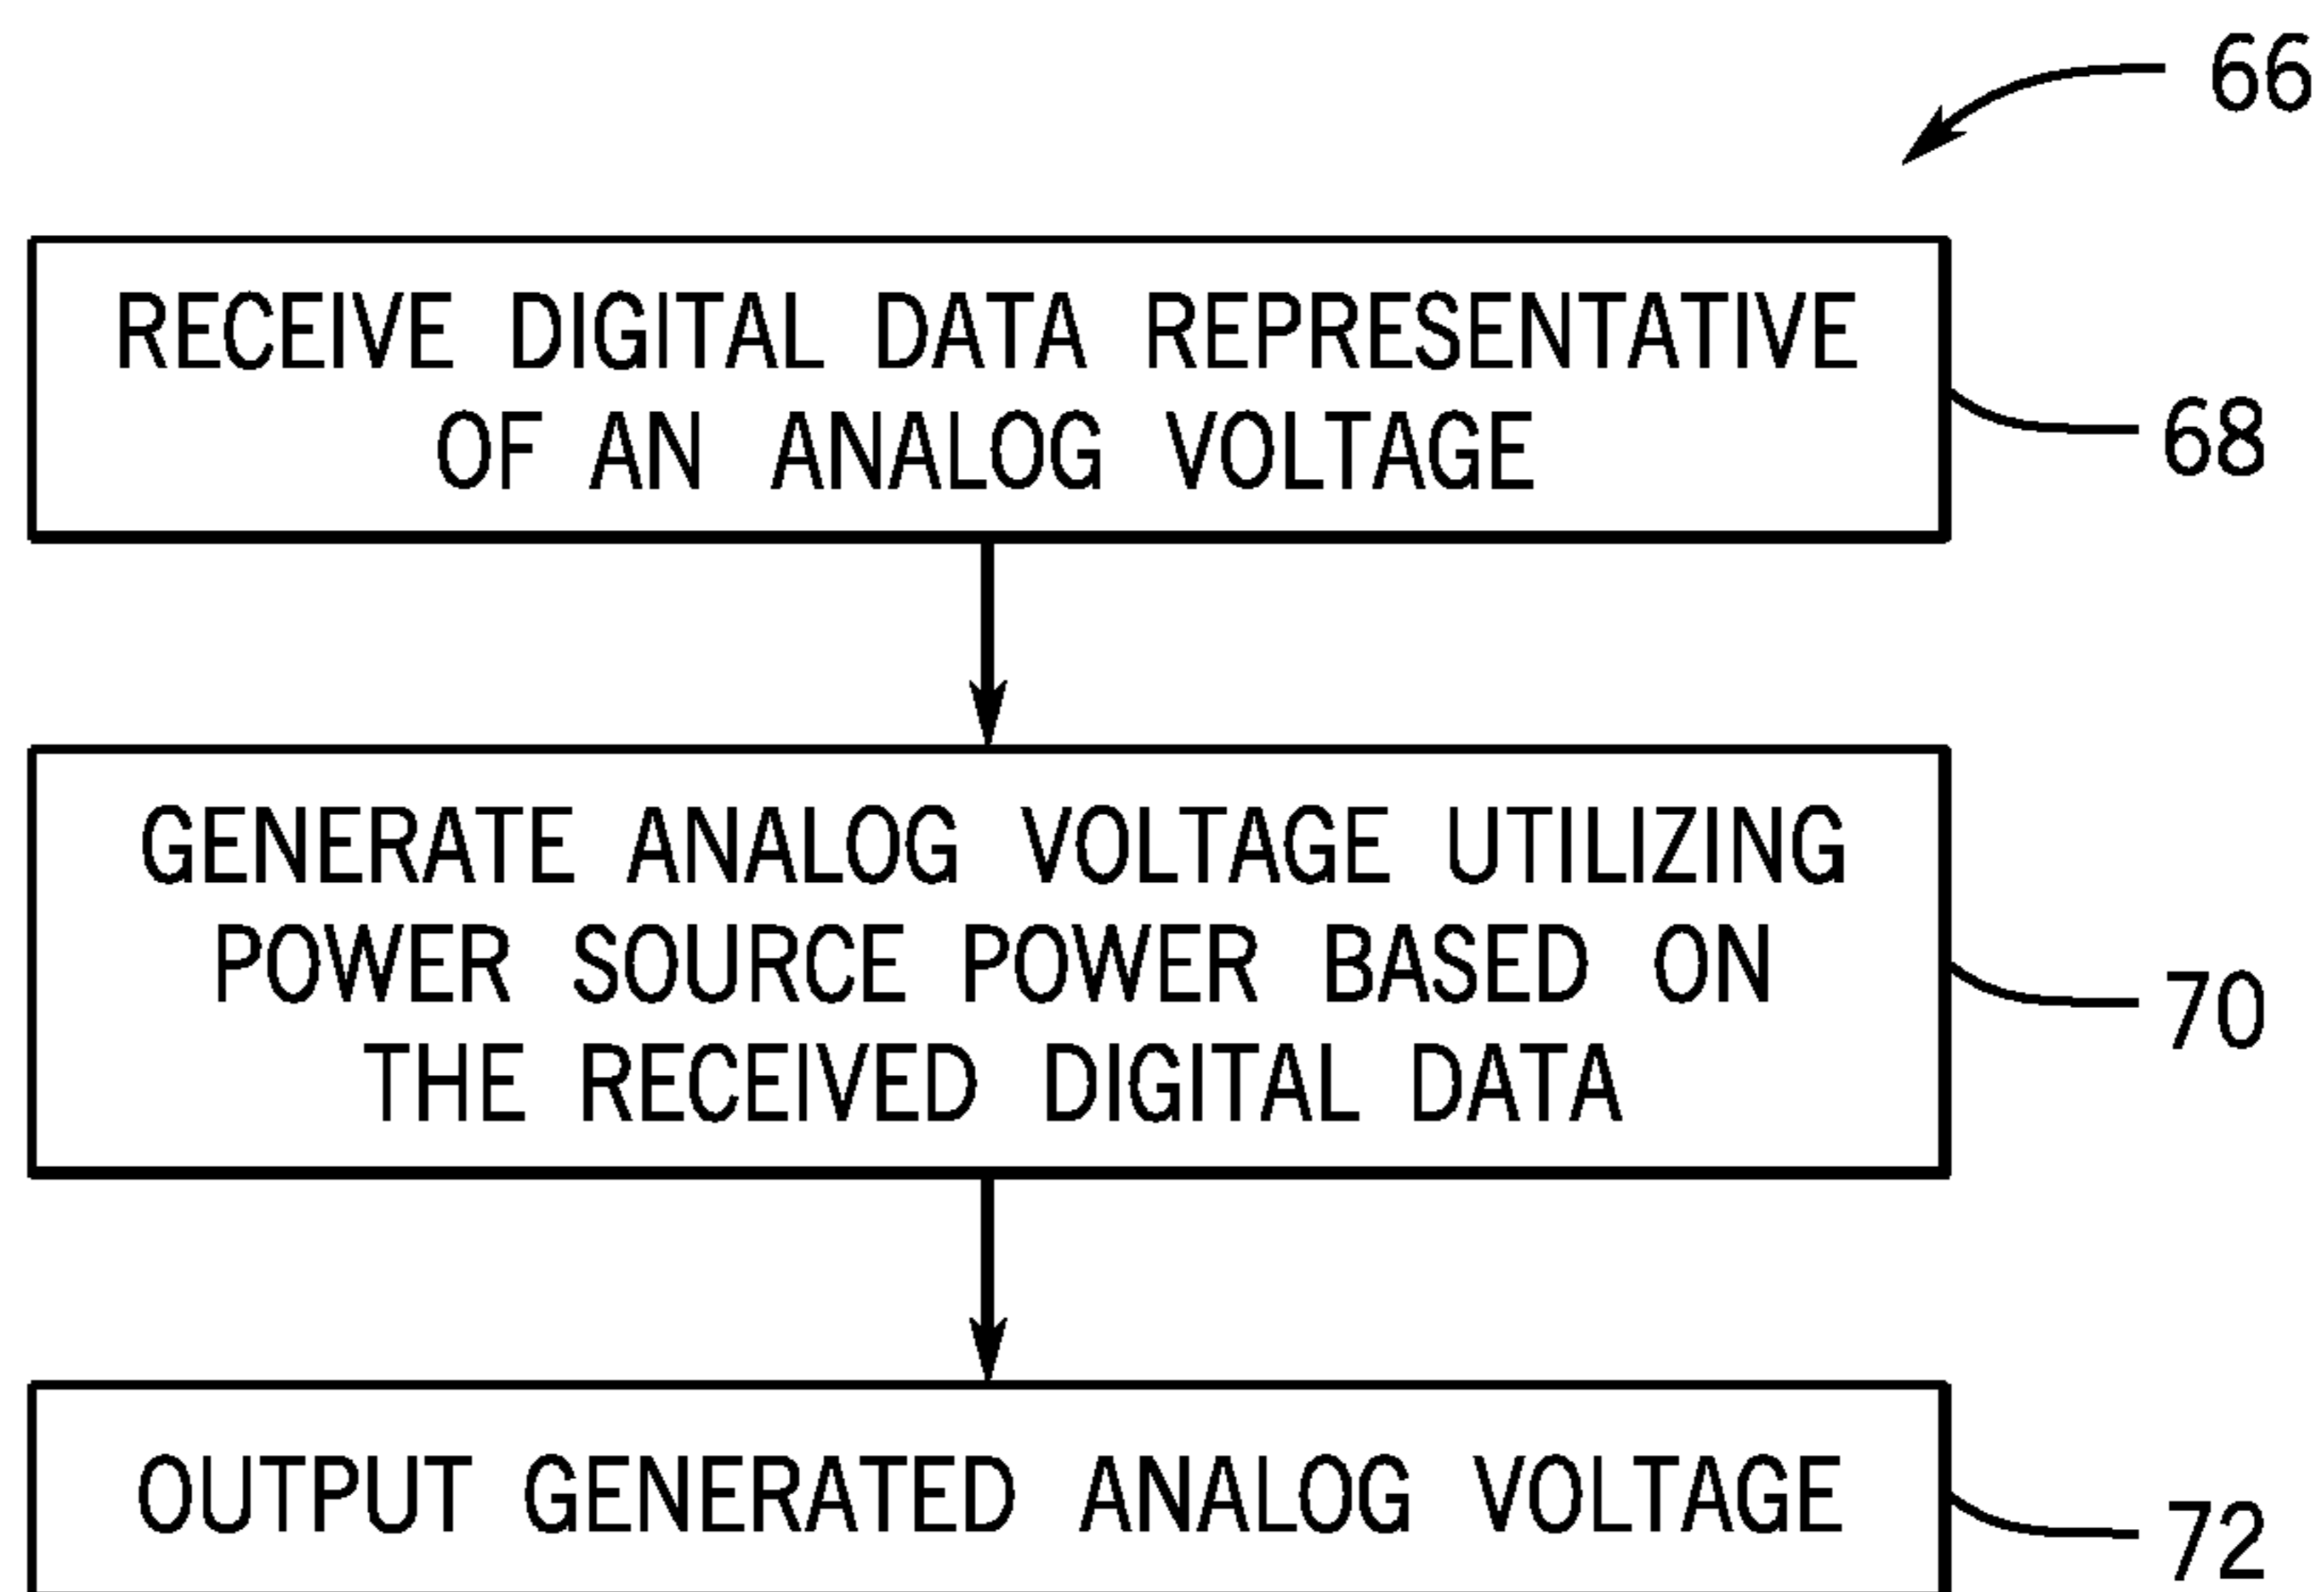 66
RECEIVE DIGITAL DATA REPRESENTATIVE
OF AN ANALOG VOLTAGE
68
GENERATE ANALOG VOLTAGE UTILIZING
POWER SOURCE POWER BASED ON
THE RECEIVED DIGITAL DATA
70
OUTPUT GENERATED ANALOG VOLTAGE
72